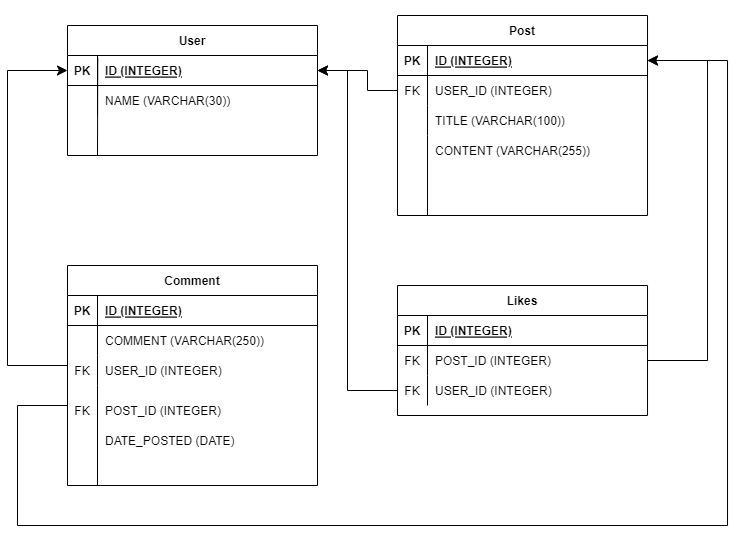 User
PK ID (INTEGER)
NAME (VARCHAR(30))
Post
PK ID (INTEGER)
FK USER_ID (INTEGER)
TITLE (VARCHAR(100))
CONTENT (VARCHAR(255))
Comment
PK ID (INTEGER)
COMMENT (VARCHAR(250))
FK USER_ID (INTEGER)
FK POST_ID (INTEGER)
DATE_POSTED (DATE)
Likes
PK ID (INTEGER)
FK POST_ID (INTEGER)
FK USER_ID (INTEGER)